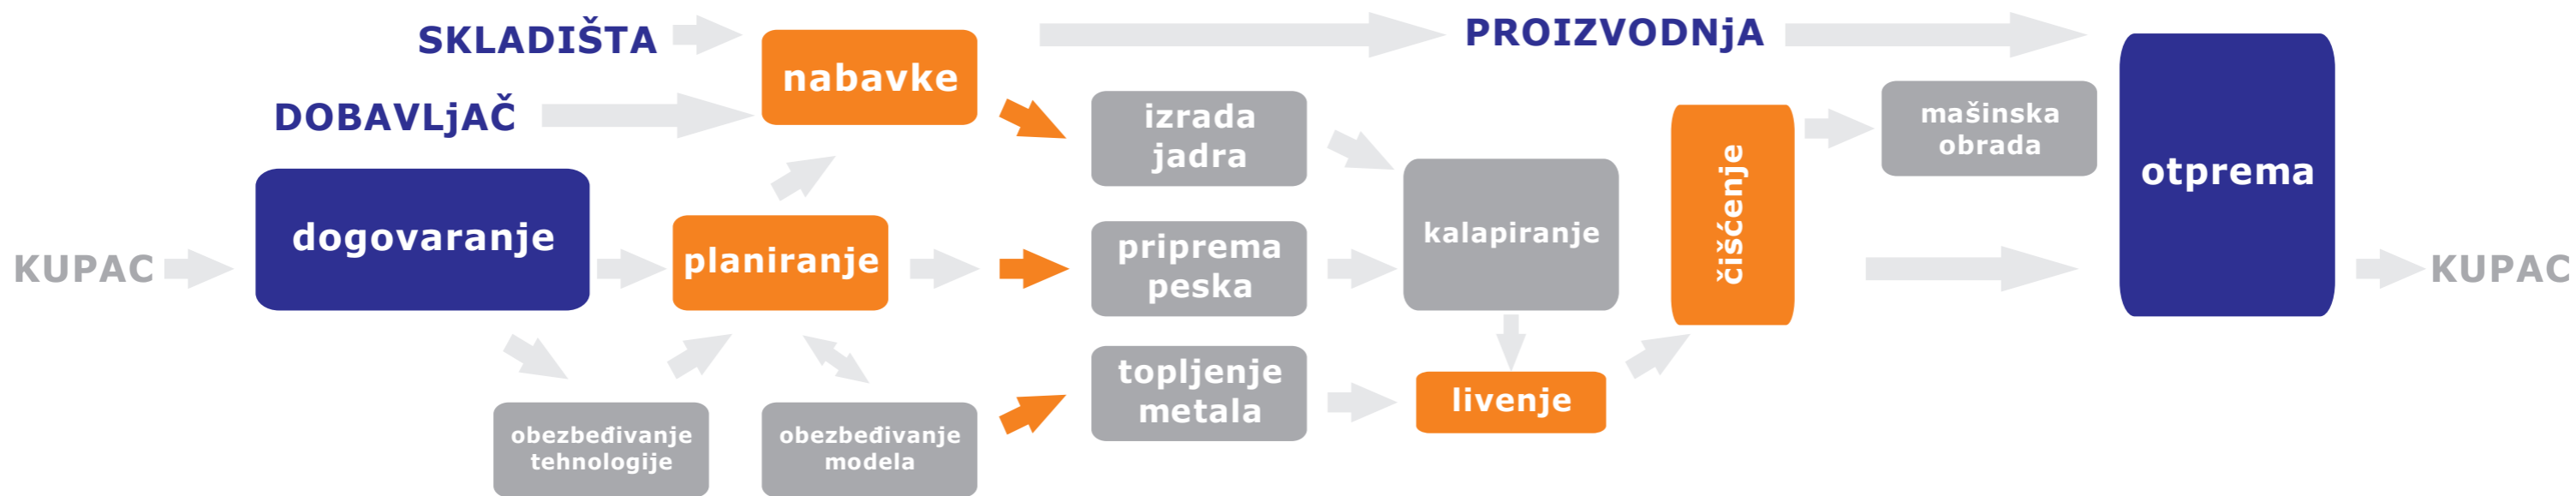 SKLADIŠTA
PROIZVODNjA
nabavke
DOBAVLjAČ
izrada
jadra
mašinska
obrada
otprema
čišćenje
dogovaranje
kalapiranje
priprema
peska
planiranje
KUPAC
KUPAC
topljenje
metala
livenje
obezbeđivanje
tehnologije
obezbeđivanje
modela